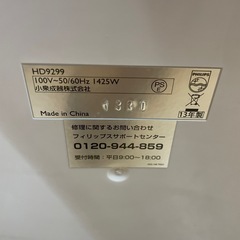 HD9299
100V~50/60Hz 1425W
小泉成器株式会社
Made in China
1331
PS
E
PHILIPS
13年製
修理に関するお問い合わせ
フィリップスサポートセンター
0120-944-859
受付時間：平日9:00~18:00